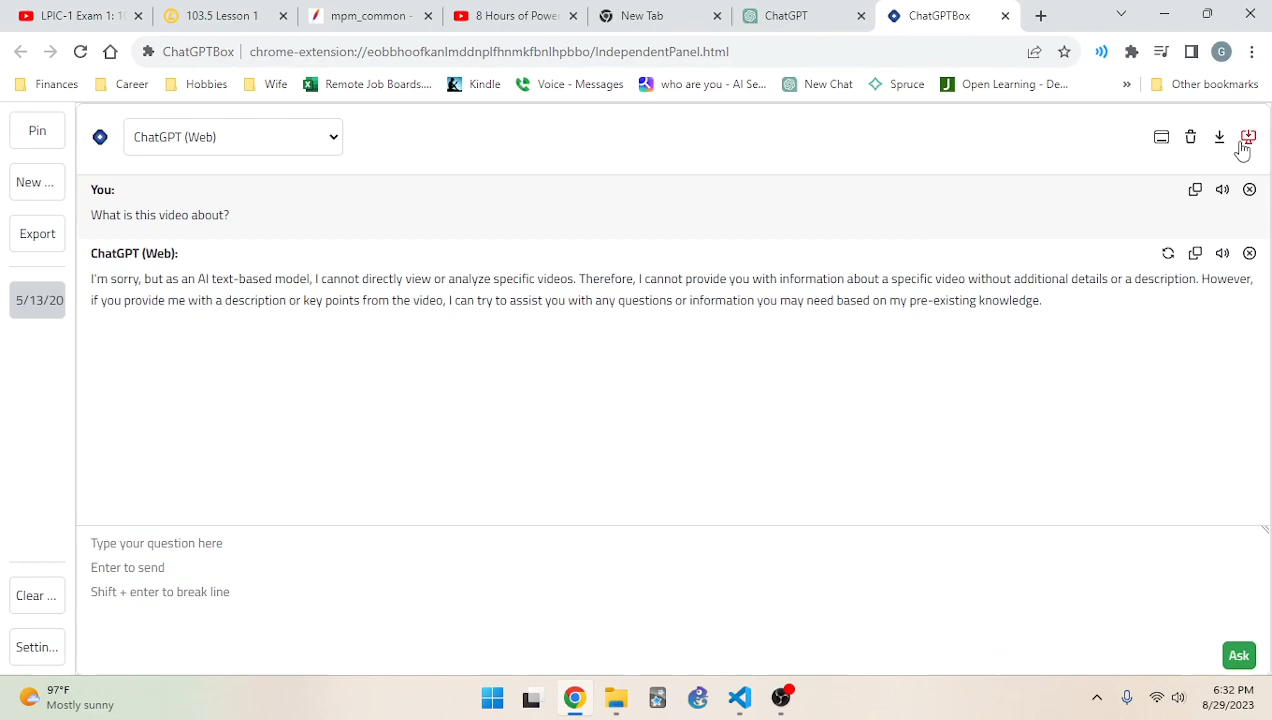 LPIC-1 Exam 1: 1
103.5 Lesson 1
mpm_common -
8 Hours of Powe
New Tab
ChatGPT
ChatGPTBox
ChatGPTBox
chrome-extension://eobbhoofkanlmddnplfhnmkfbnlhpbbo/IndependentPanel.html
G
Finances
Career
Hobbies
Wife
Remote Job Boards....
Kindle
Voice - Messages
who are you - AI Se...
New Chat
Spruce
Open Learning - De...
»
Other bookmarks
Pin
ChatGPT (Web)
New ...
You:
What is this video about?
Export
ChatGPT (Web):
I'm sorry, but as an AI text-based model, I cannot directly view or analyze specific videos. Therefore, I cannot provide you with information about a specific video without additional details or a description. However,
if you provide me with a description or key points from the video, I can try to assist you with any questions or information you may need based on my pre-existing knowledge.
5/13/20
Type your question here
Enter to send
Shift + enter to break line
Clear ...
Settin...
Ask
97°F
Mostly sunny
6:32 PM
8/29/2023